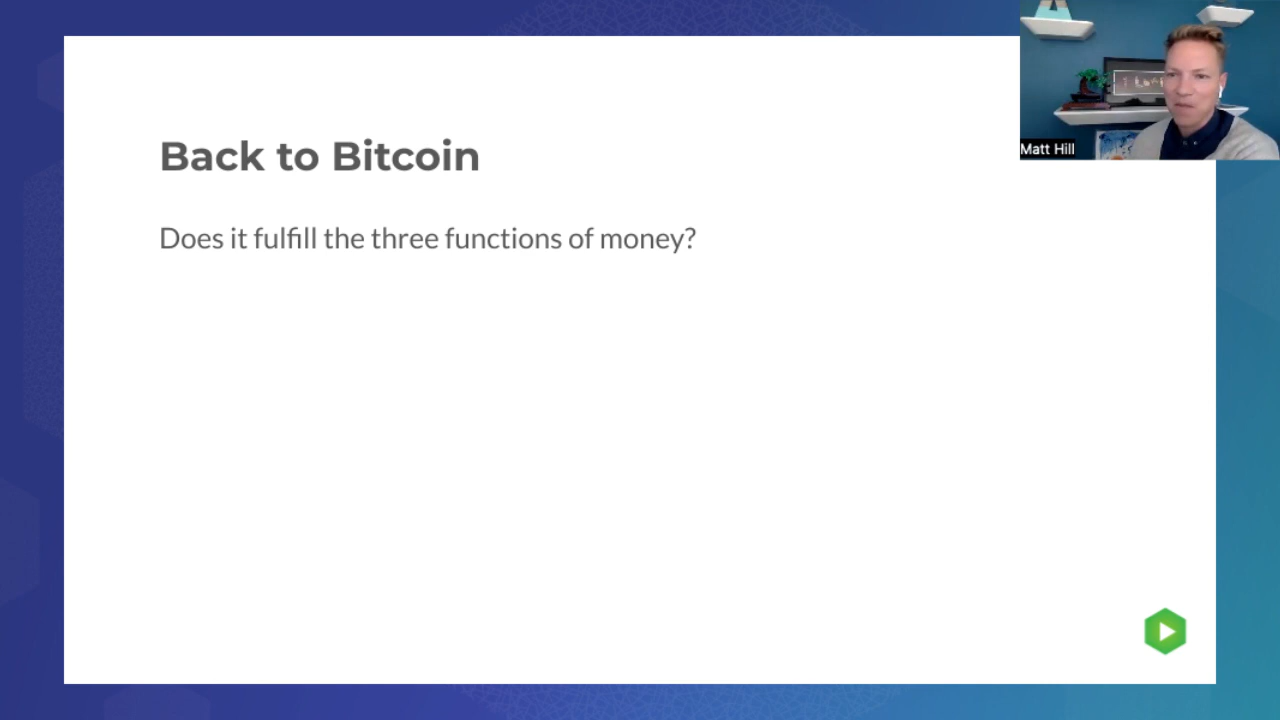 Back to Bitcoin
Does it fulfill the three functions of money?
Matt Hill